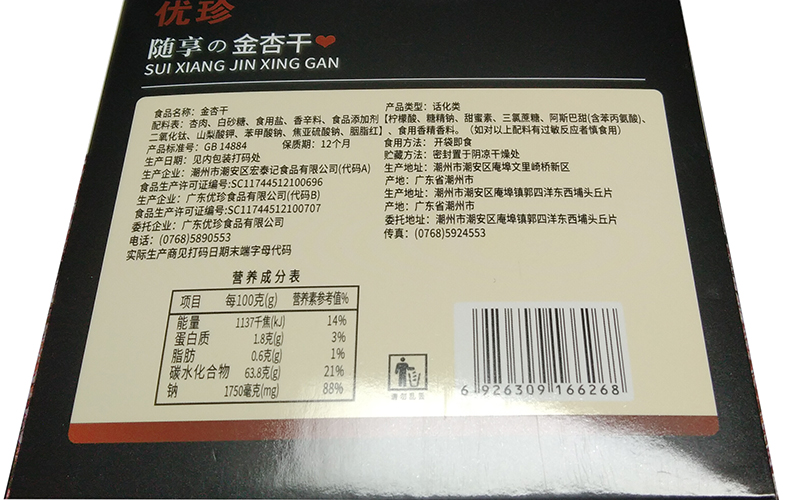 优珍
随享の金杏干
SUI XIANG JIN XING GAN
食品名称：金杏干
产品类型：话化类
配料表：杏肉、白砂糖、食用盐、香辛料、食品添加剂【柠檬酸、糖精钠、甜蜜素、三氯蔗糖、阿斯巴甜(含苯丙氨酸)、
二氧化钛、山梨酸钾、苯甲酸钠、焦亚硫酸钠、胭脂红】、食用香精香料。（如对以上配料有过敏反应者慎食用）
产品标准号：GB 14884 保质期：12个月
食用方法： 开袋即食
生产日期：见内包装打码处
贮藏方法：密封置于阴凉干燥处
生产企业：潮州市潮安区宏泰记食品有限公司(代码A)
生产地址：潮州市潮安区庵埠文里崎桥新区
食品生产许可证编号:SC11744512100696
产地：广东省潮州市
生产企业：广东优珍食品有限公司(代码B)
生产地址：潮州市潮安区庵埠镇郭四洋东西埔头丘片
食品生产许可证编号:SC11744512100707
产地：广东省潮州市
委托企业：广东优珍食品有限公司
委托地址：潮州市潮安区庵埠镇郭四洋东西埔头丘片
电话：(0768)5890553
传真：(0768)5924553
实际生产商见打码日期末端字母代码
营养成分表
项目 每100克(g) 营养素参考值%
能量 1137千焦(kJ) 14%
蛋白质 1.8克(g) 3%
脂肪 0.6克(g) 1%
碳水化合物 63.8克(g) 21%
钠 1750毫克(mg) 88%
6 926309 166268